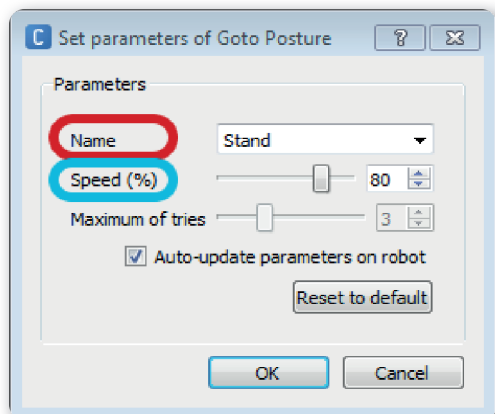 C Set parameters of Goto Posture ?
Parameters
Name Stand
Speed (%) 80
Maximum of tries 3
Auto-update parameters on robot
Reset to default
OK Cancel